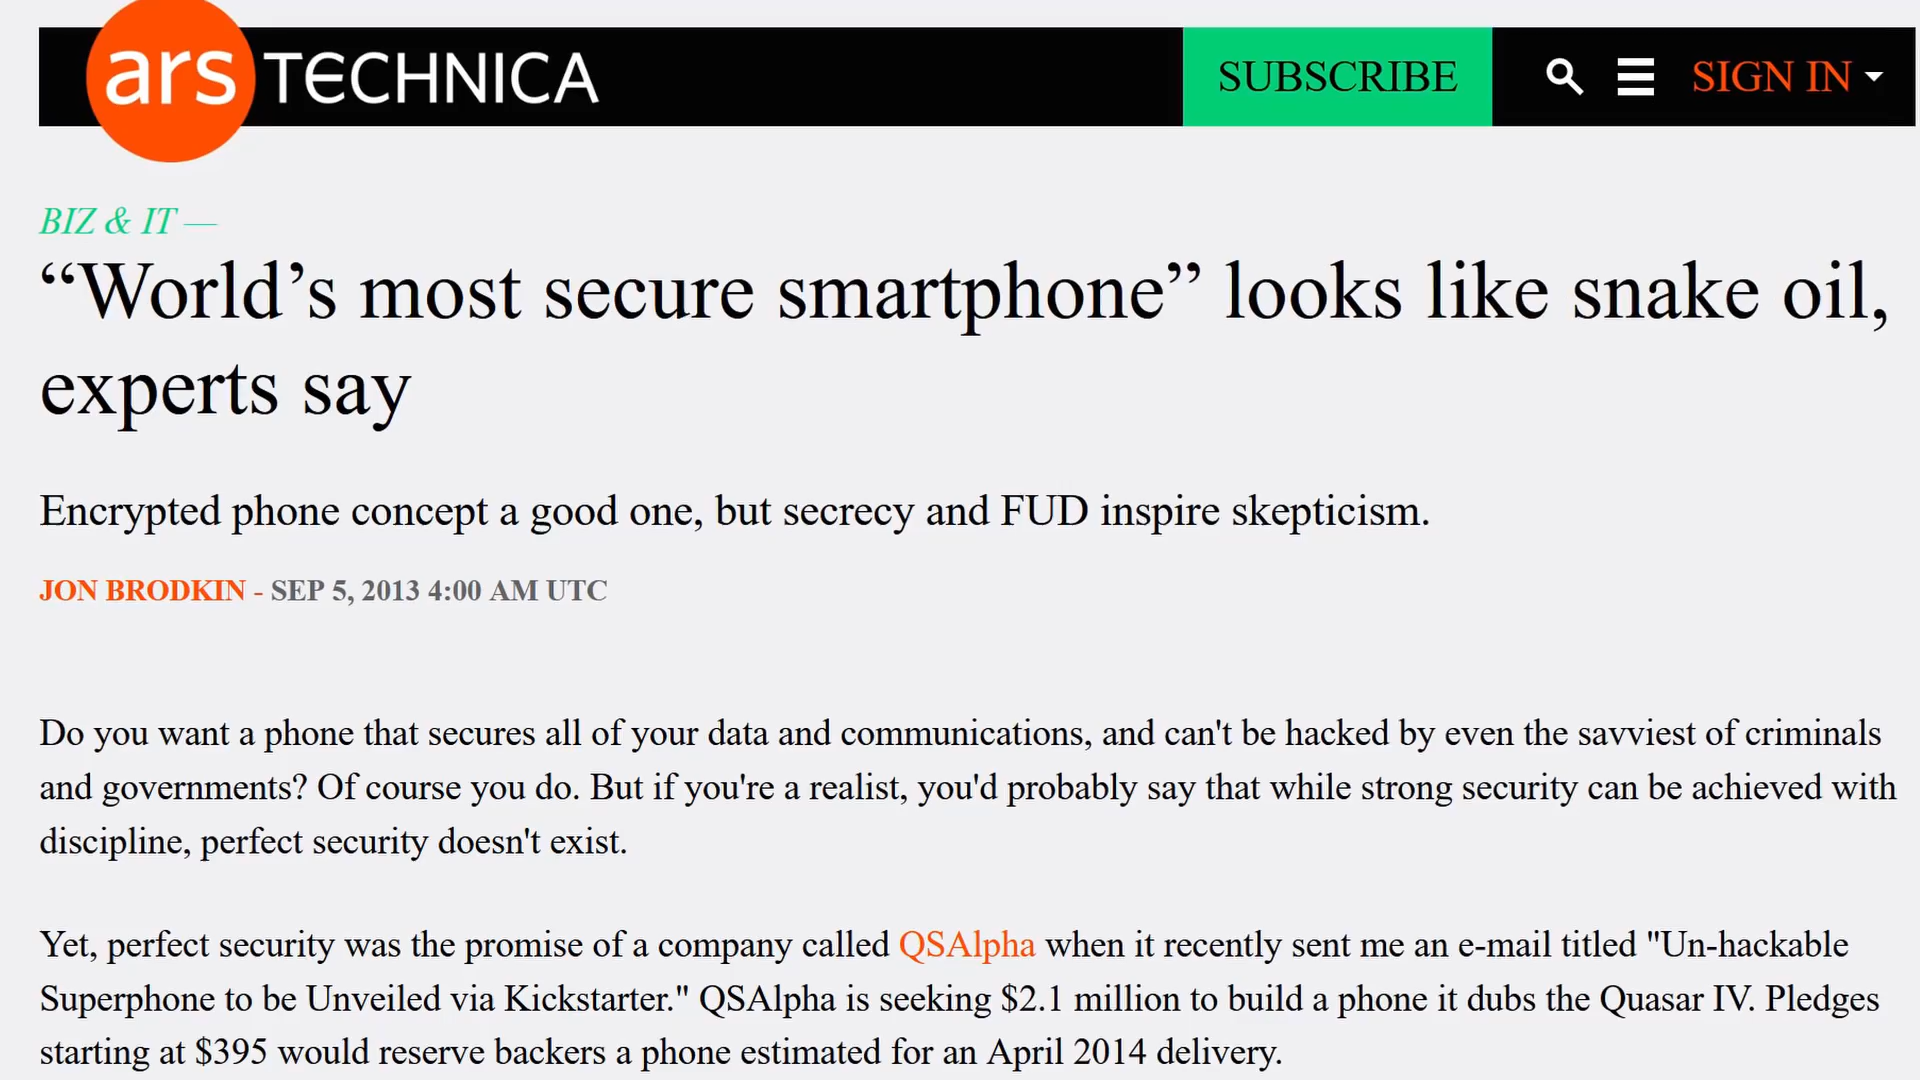 ars TECHNICA
SUBSCRIBE
SIGN IN
BIZ & IT —
“World’s most secure smartphone” looks like snake oil,
experts say
Encrypted phone concept a good one, but secrecy and FUD inspire skepticism.
JON BRODKIN - SEP 5, 2013 4:00 AM UTC
Do you want a phone that secures all of your data and communications, and can't be hacked by even the savviest of criminals
and governments? Of course you do. But if you're a realist, you'd probably say that while strong security can be achieved with
discipline, perfect security doesn't exist.
Yet, perfect security was the promise of a company called QSAlpha when it recently sent me an e-mail titled "Un-hackable
Superphone to be Unveiled via Kickstarter." QSAlpha is seeking $2.1 million to build a phone it dubs the Quasar IV. Pledges
starting at $395 would reserve backers a phone estimated for an April 2014 delivery.